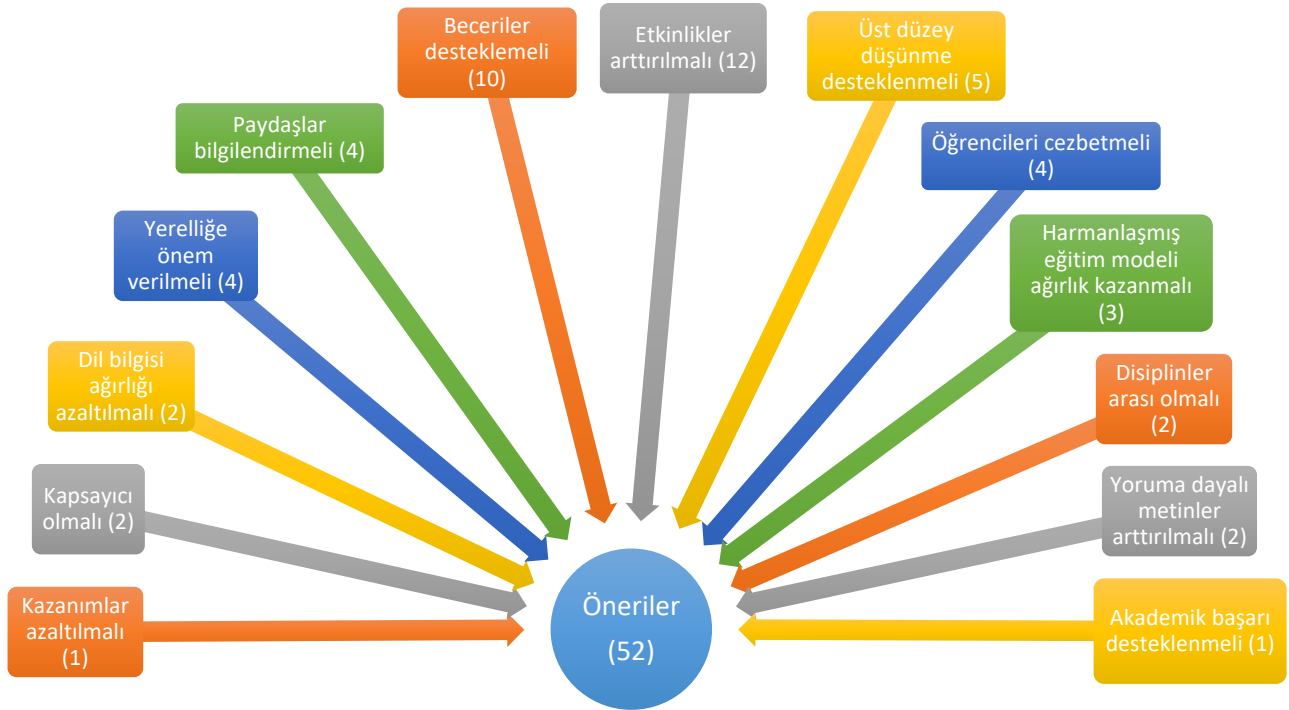 Beceriler
desteklemeli
(10)
Etkinlikler
arttırılmalı (12)
Üst düzey
düşünme
desteklenmeli (5)
Paydaşlar
bilgilendirmeli (4)
Öğrencileri cezbetmeli
(4)
Yerelliğe
önem
verilmeli (4)
Harmanlaşmış
eğitim modeli
ağırlık kazanmalı
(3)
Dil bilgisi
ağırlığı
azaltılmalı (2)
Disiplinler
arası olmalı
(2)
Kapsayıcı
olmalı (2)
Yoruma dayalı
metinler
arttırılmalı (2)
Kazanımlar
azaltılmalı
(1)
Öneriler
(52)
Akademik başarı
desteklenmeli (1)